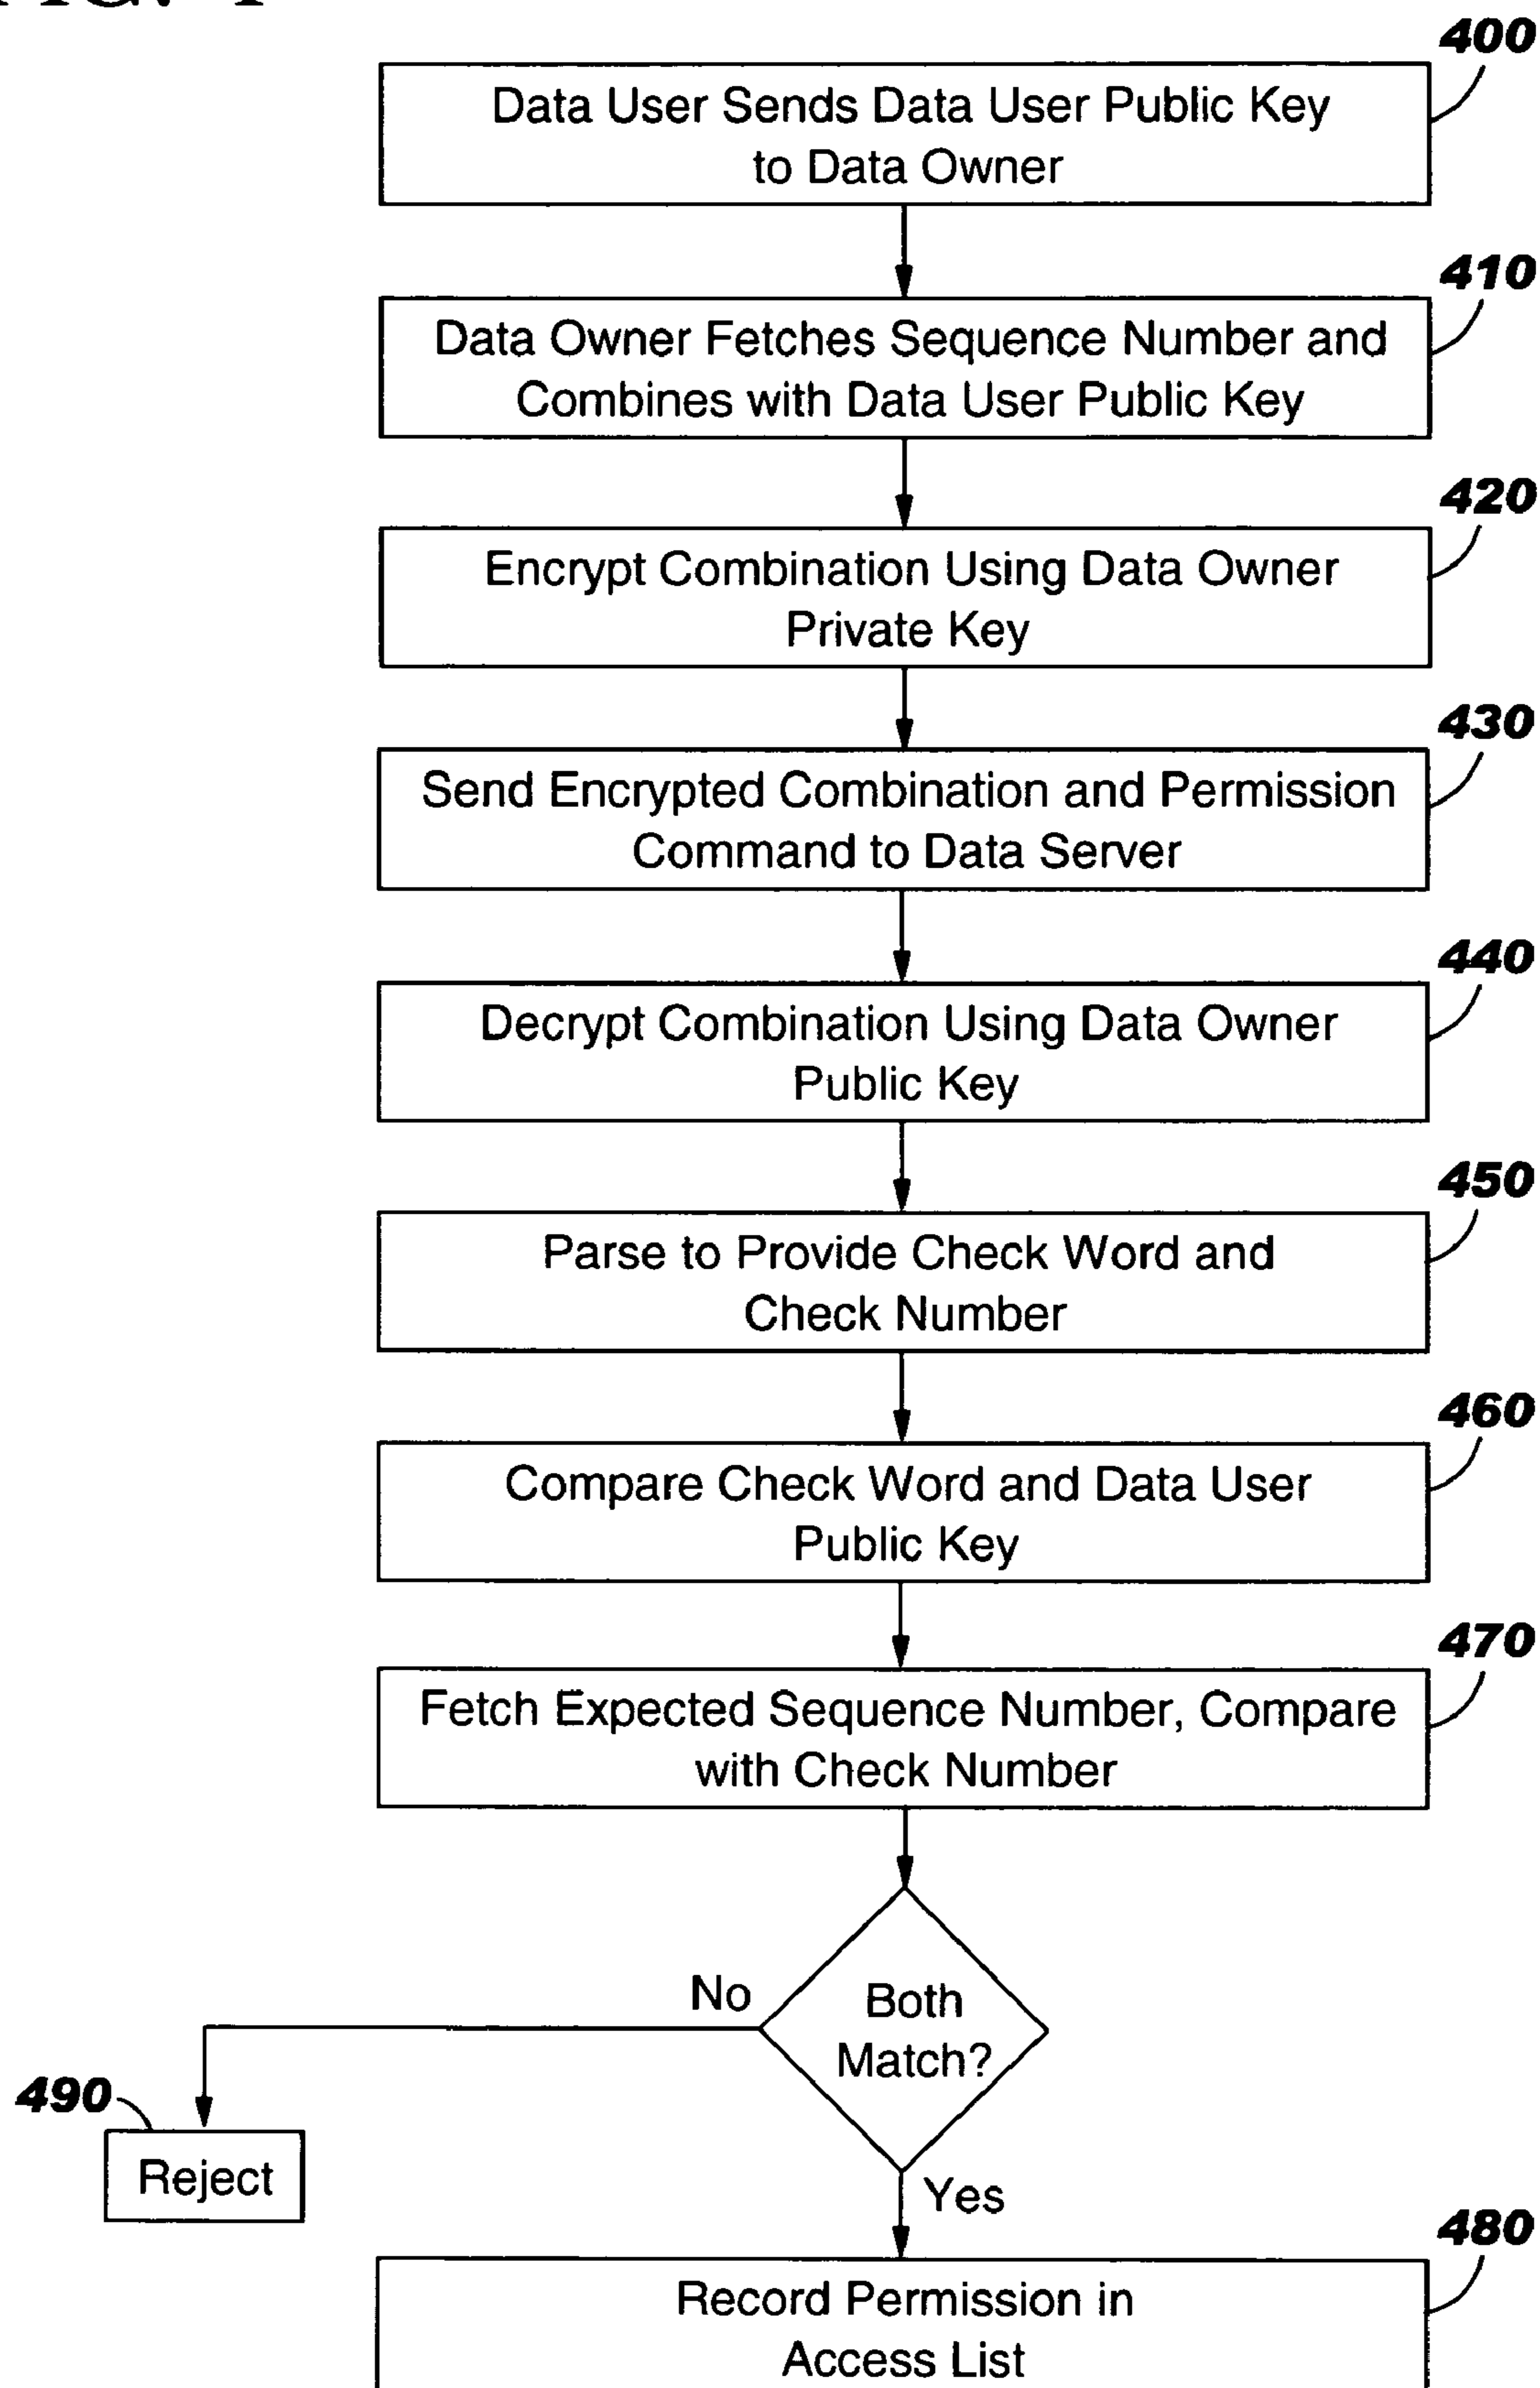 400
Data User Sends Data User Public Key
to Data Owner
410
Data Owner Fetches Sequence Number and
Combines with Data User Public Key
420
Encrypt Combination Using Data Owner
Private Key
430
Send Encrypted Combination and Permission
Command to Data Server
440
Decrypt Combination Using Data Owner
Public Key
450
Parse to Provide Check Word and
Check Number
460
Compare Check Word and Data User
Public Key
470
Fetch Expected Sequence Number, Compare
with Check Number
No
Both
Match?
490
Reject
Yes
480
Record Permission in
Access List